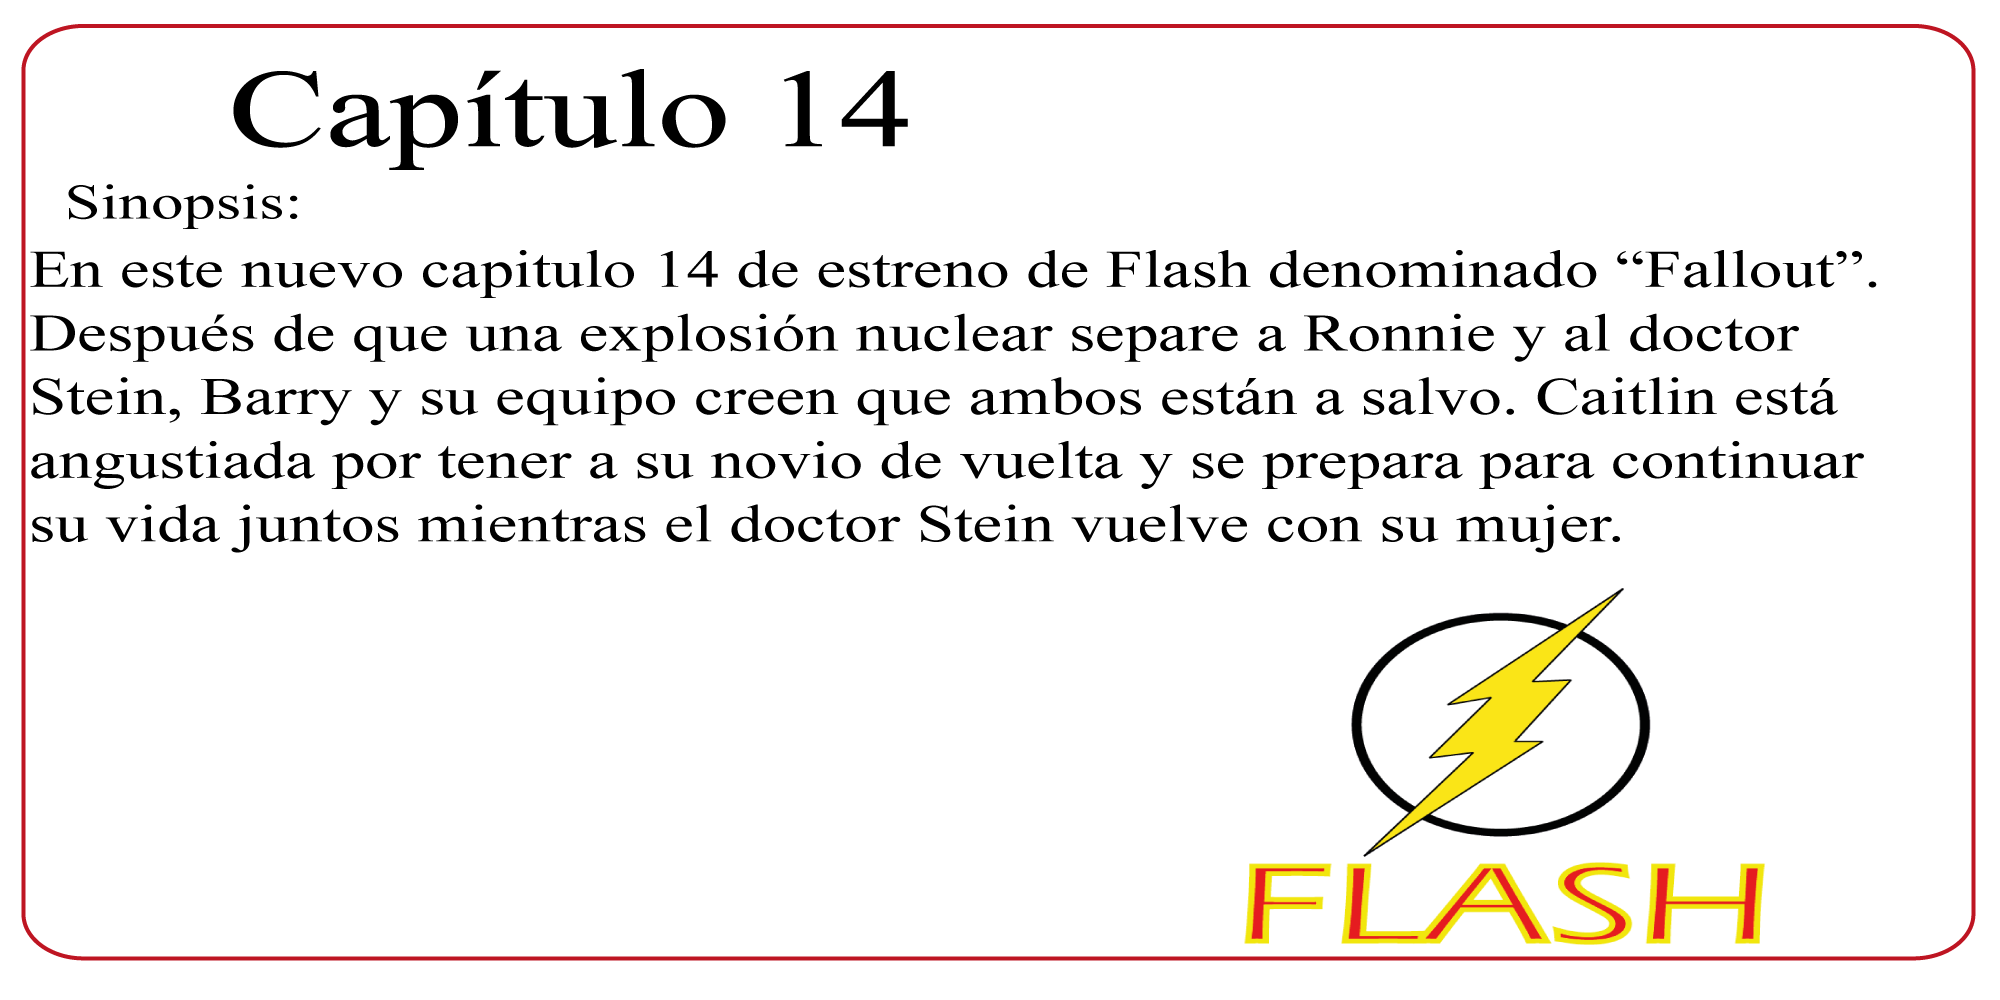 Capítulo 14
Sinopsis:
En este nuevo capitulo 14 de estreno de Flash denominado “Fallout”.
Después de que una explosión nuclear separe a Ronnie y al doctor
Stein, Barry y su equipo creen que ambos están a salvo. Caitlin está
angustiada por tener a su novio de vuelta y se prepara para continuar
su vida juntos mientras el doctor Stein vuelve con su mujer.
FLASH